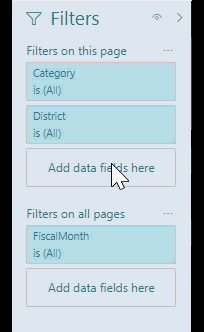 Filters
Filters on this page
Category
is (All)
District
is (All)
Add data fields here
Filters on all pages
FiscalMonth
is (All)
Add data fields here